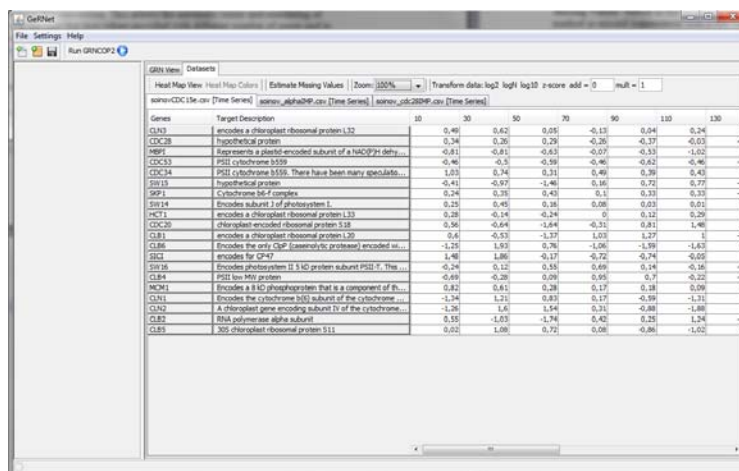 GeRNet
File Settings Help
Run GRNCOP2
GRN View Datasets
Heat Map View Heat Map Colors Estimate Missing Values Zoom: 100% Transform data: log2 logN log10 z-score add = 0 mult = 1
soinovCDC15e.csv [Time Series] soinov_alphaIMP.csv [Time Series] soinov_cdc28IMP.csv [Time Series]
Genes Target Description 10 30 50 70 90 110 130
CLN3 encodes a chloroplast ribosomal protein L32 0,49 0,62 0,05 -0,13 0,04 0,24
CDC28 hypothetical protein 0,34 0,26 0,29 -0,26 -0,37 -0,03
MBP1 Represents a plastid-encoded subunit of a NAD(P)H dehy... -0,81 -0,81 -0,63 -0,07 -0,53 -1,02
CDC53 PSII cytochrome b559 -0,46 -0,5 -0,59 -0,46 -0,62 -0,46
CDC34 PSII cytochrome b559. There have been many speculatio... 1,03 0,74 0,31 0,49 0,39 0,43
SWI5 hypothetical protein -0,41 -0,97 -1,46 0,16 0,72 0,77
SKP1 Cytochrome b6-f complex 0,24 0,35 0,43 0,1 0,33 0,33
SWI4 Encodes subunit J of photosystem I. 0,25 0,45 0,16 0,08 0,03 0,01
HCT1 encodes a chloroplast ribosomal protein L33 0,28 -0,14 -0,24 0 0,12 0,29
CDC20 chloroplast-encoded ribosomal protein S18 0,56 -0,64 -1,64 -0,31 0,81 1,48
CLB1 encodes a chloroplast ribosomal protein L20 0,6 -0,53 -1,37 1,03 1,27 1
CLB6 Encodes the only ClpP (caseinolytic protease) encoded wi... -1,25 1,93 0,76 -1,06 -1,59 -1,63
SIC1 encodes for CP47 1,48 1,86 -0,17 -0,72 -0,74 -0,05
SWI6 Encodes photosystem II 5 kD protein subunit PSII-T. This ... -0,24 0,12 0,55 0,69 0,14 -0,16
CLB4 PSII low MW protein -0,69 -0,28 0,09 0,95 0,7 -0,22
MCM1 Encodes a 8 kD phosphoprotein that is a component of th... 0,82 0,61 0,28 0,17 0,18 0,09
CLN1 Encodes the cytochrome b(6) subunit of the cytochrome ... -1,34 1,21 0,83 0,17 -0,59 -1,31
CLN2 A chloroplast gene encoding subunit IV of the cytochrome... -1,26 1,6 1,54 0,31 -0,88 -1,88
CLB2 RNA polymerase alpha subunit 0,55 -1,03 -1,74 0,42 0,25 1,24
CLB5 30S chloroplast ribosomal protein S11 0,02 1,08 0,72 0,08 -0,86 -1,02